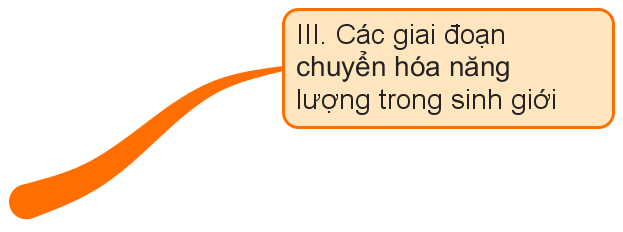 III. Các giai đoạn
chuyển hóa năng
lượng trong sinh giới